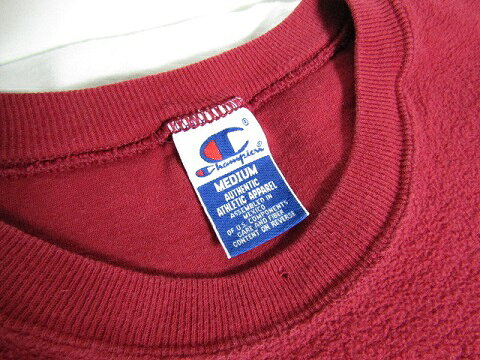 Champion®
MEDIUM
AUTHENTIC
ATHLETIC APPAREL
ASSEMBLED IN
MEXICO
OF U.S. COMPONENTS
CARE AND FIBER
CONTENT ON REVERSE